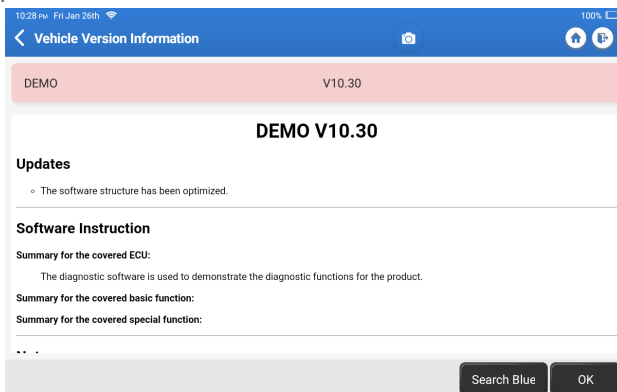 10:28 PM Fri Jan 26th 100%
Vehicle Version Information
DEMO V10.30
DEMO V10.30
Updates
The software structure has been optimized.
Software Instruction
Summary for the covered ECU:
The diagnostic software is used to demonstrate the diagnostic functions for the product.
Summary for the covered basic function:
Summary for the covered special function:
Search Blue OK